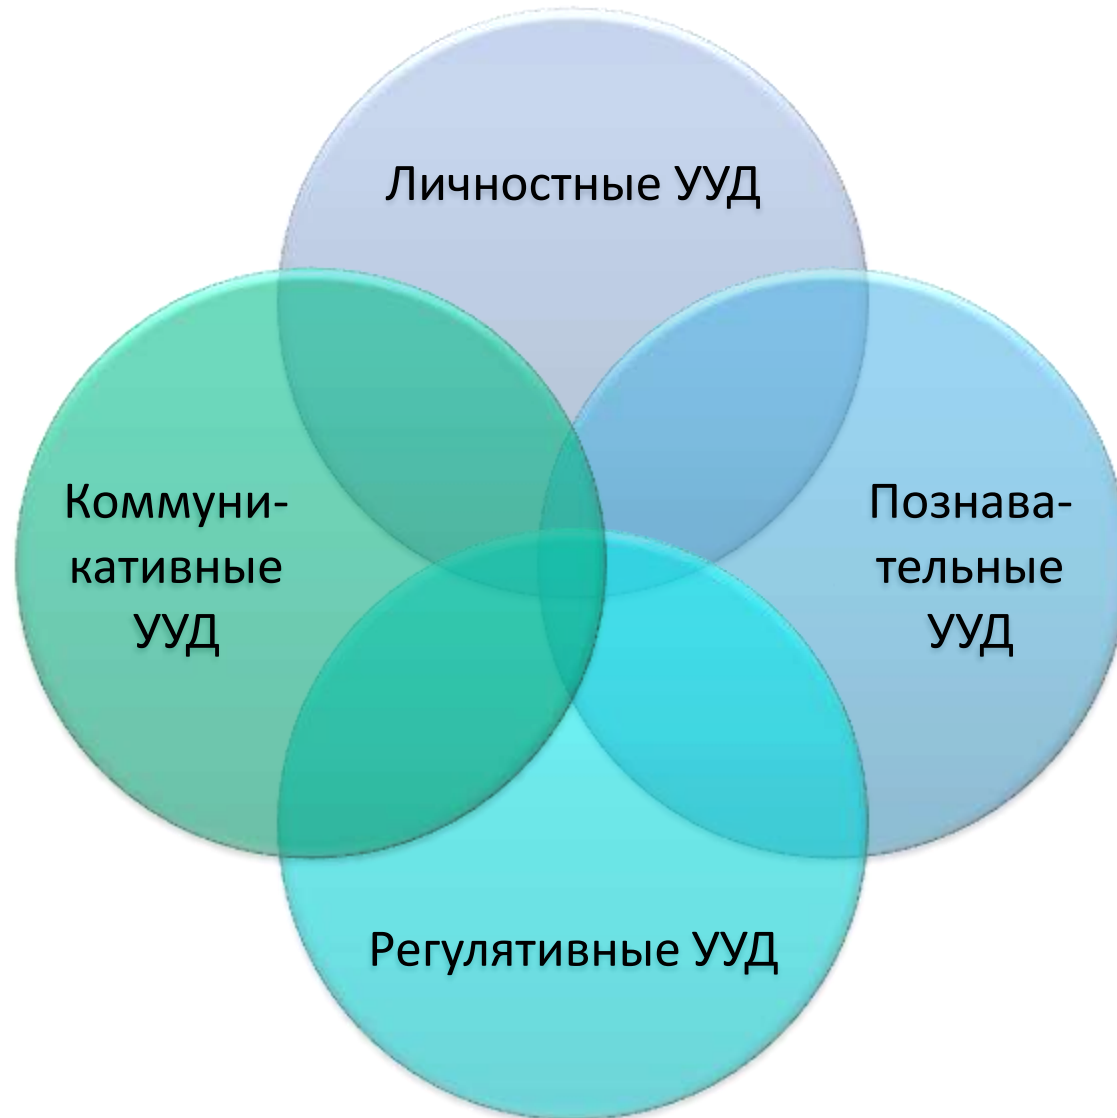 Личностные УУД
Коммуни-
кативные
УУД
Познава-
тельные
УУД
Регулятивные УУД